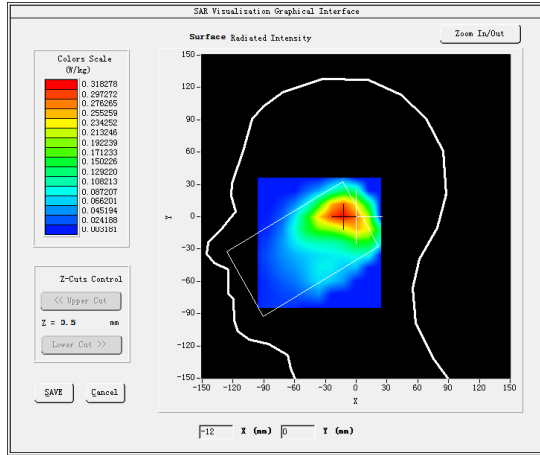 SAR Visualisation Graphical Interface
Surface Radiated Intensity
Zoom In/Out
Colors Scale
(W/kg)
0.318278
0.297272
0.276265
0.255259
0.234252
0.213246
0.192239
0.171233
0.150226
0.129220
0.108213
0.087207
0.066201
0.045194
0.024188
0.003181
Z-Cuts Control
<< Upper Cut
Z = 3.5 mm
Lower Cut >>
SAVE Cancel
150
120
90
60
30
0
-30
-60
-90
-120
-150
Y
-150 -120 -90 -60 -30 0 30 60 90 120 150
X
-12 X (mm) 0 Y (mm)